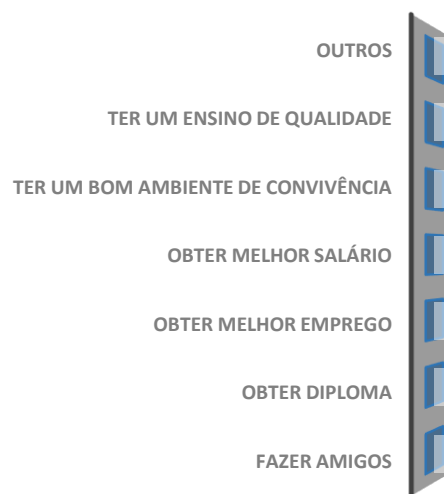 OUTROS
TER UM ENSINO DE QUALIDADE
TER UM BOM AMBIENTE DE CONVIVÊNCIA
OBTER MELHOR SALÁRIO
OBTER MELHOR EMPREGO
OBTER DIPLOMA
FAZER AMIGOS